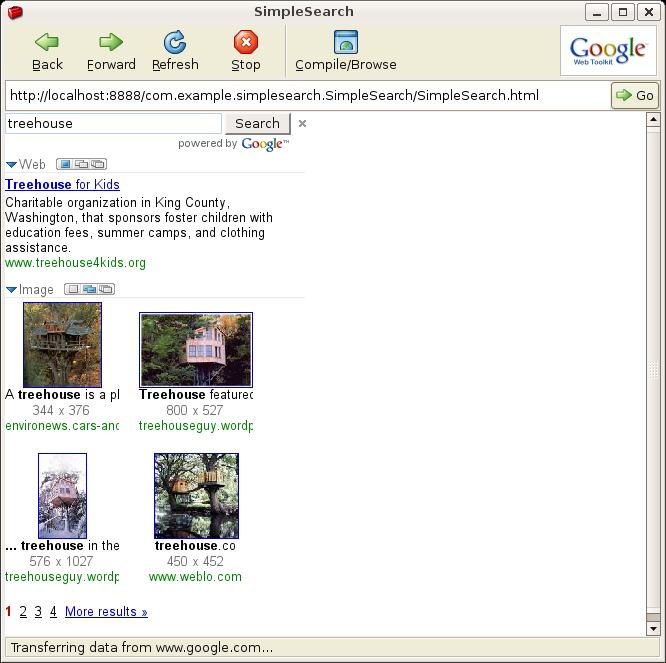 SimpleSearch
Back
Forward
Refresh
Stop
Compile/Browse
Google
Web Toolkit
http://localhost:8888/com.example.simplesearch.SimpleSearch/SimpleSearch.html
Go
treehouse
Search
powered by Google™
Web
Treehouse for Kids
Charitable organization in King County,
Washington, that sponsors foster children with
education fees, summer camps, and clothing
assistance.
www.treehouse4kids.org
Image
A treehouse is a pl
Treehouse featured
344 x 376
800 x 527
environews.cars-and
treehouseguy.wordp
... treehouse in the
treehouse.co
576 x 1027
450 x 452
treehouseguy.wordp
www.weblo.com
1 2 3 4 More results »
Transferring data from www.google.com...